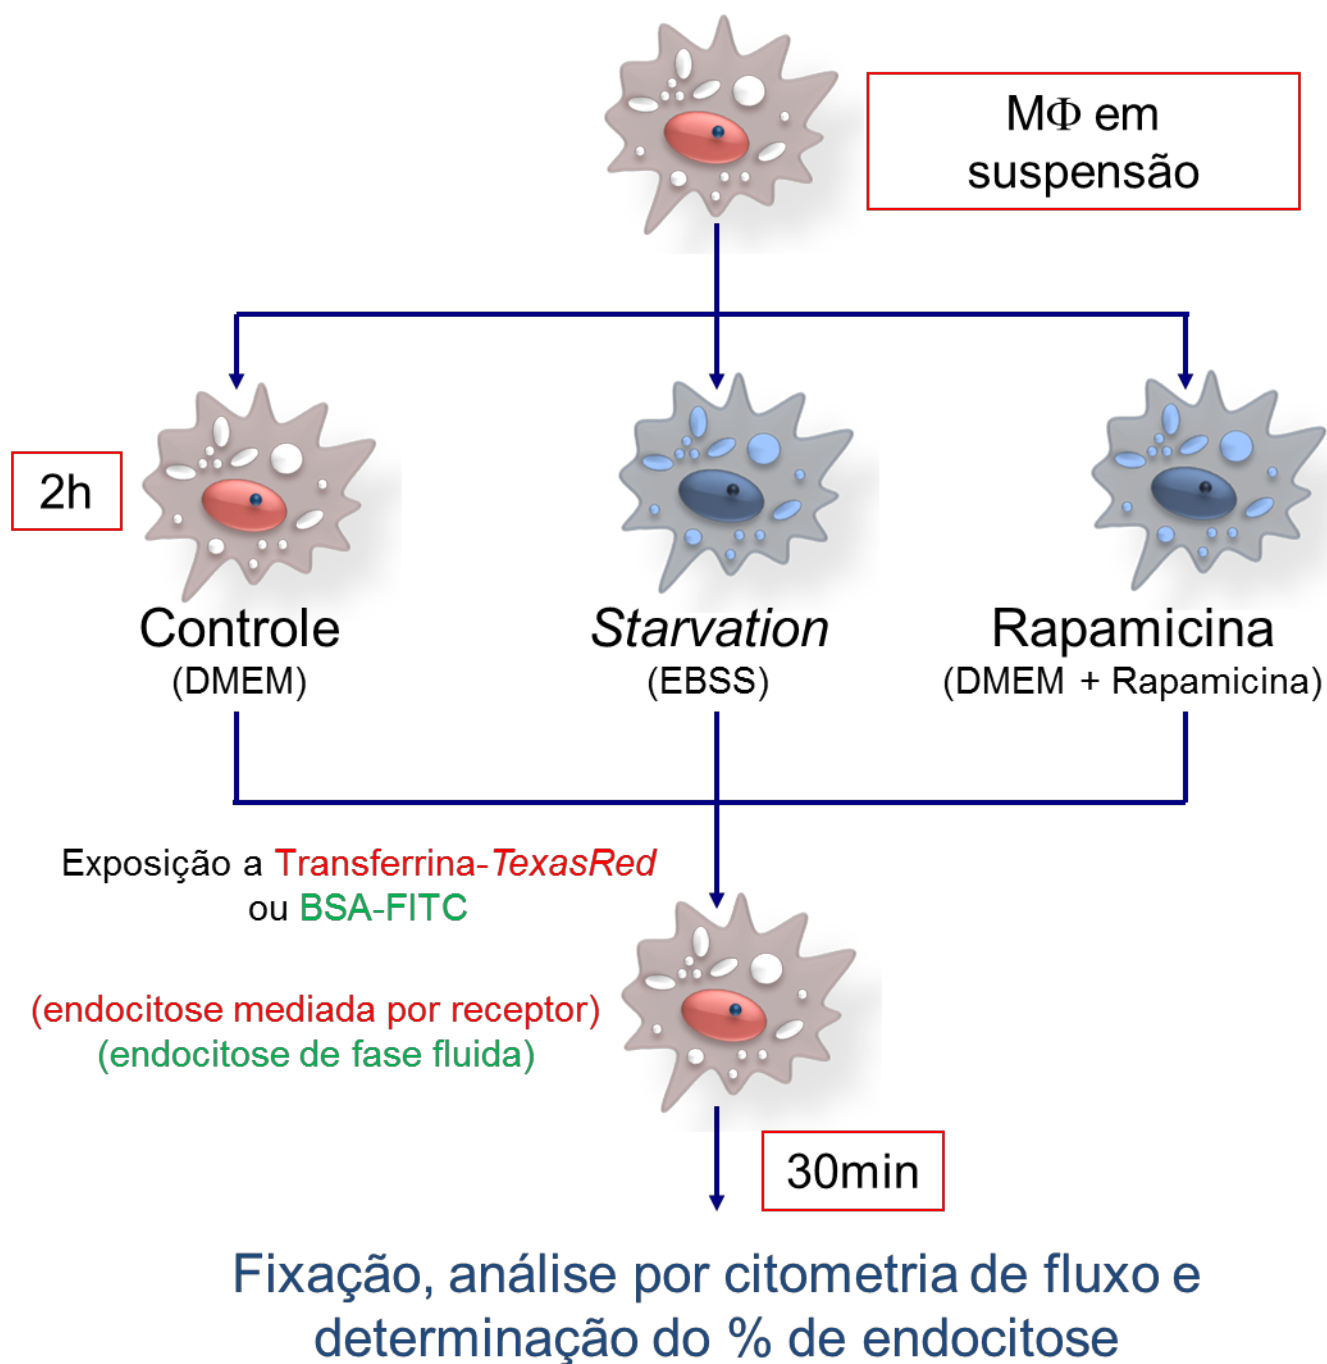 MΦ em
suspensão
2h
Controle
(DMEM)
Starvation
(EBSS)
Rapamicina
(DMEM + Rapamicina)
Exposição a Transferrina-TexasRed
ou BSA-FITC
(endocitose mediada por receptor)
(endocitose de fase fluida)
30min
Fixação, análise por citometria de fluxo e
determinação do % de endocitose